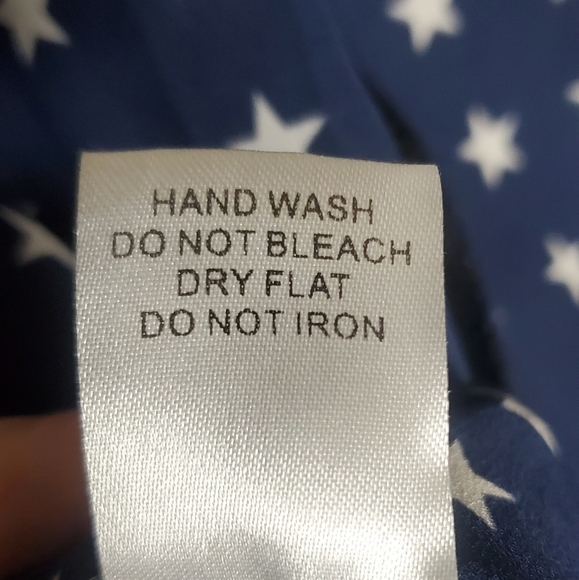 HAND WASH
DO NOT BLEACH
DRY FLAT
DO NOT IRON